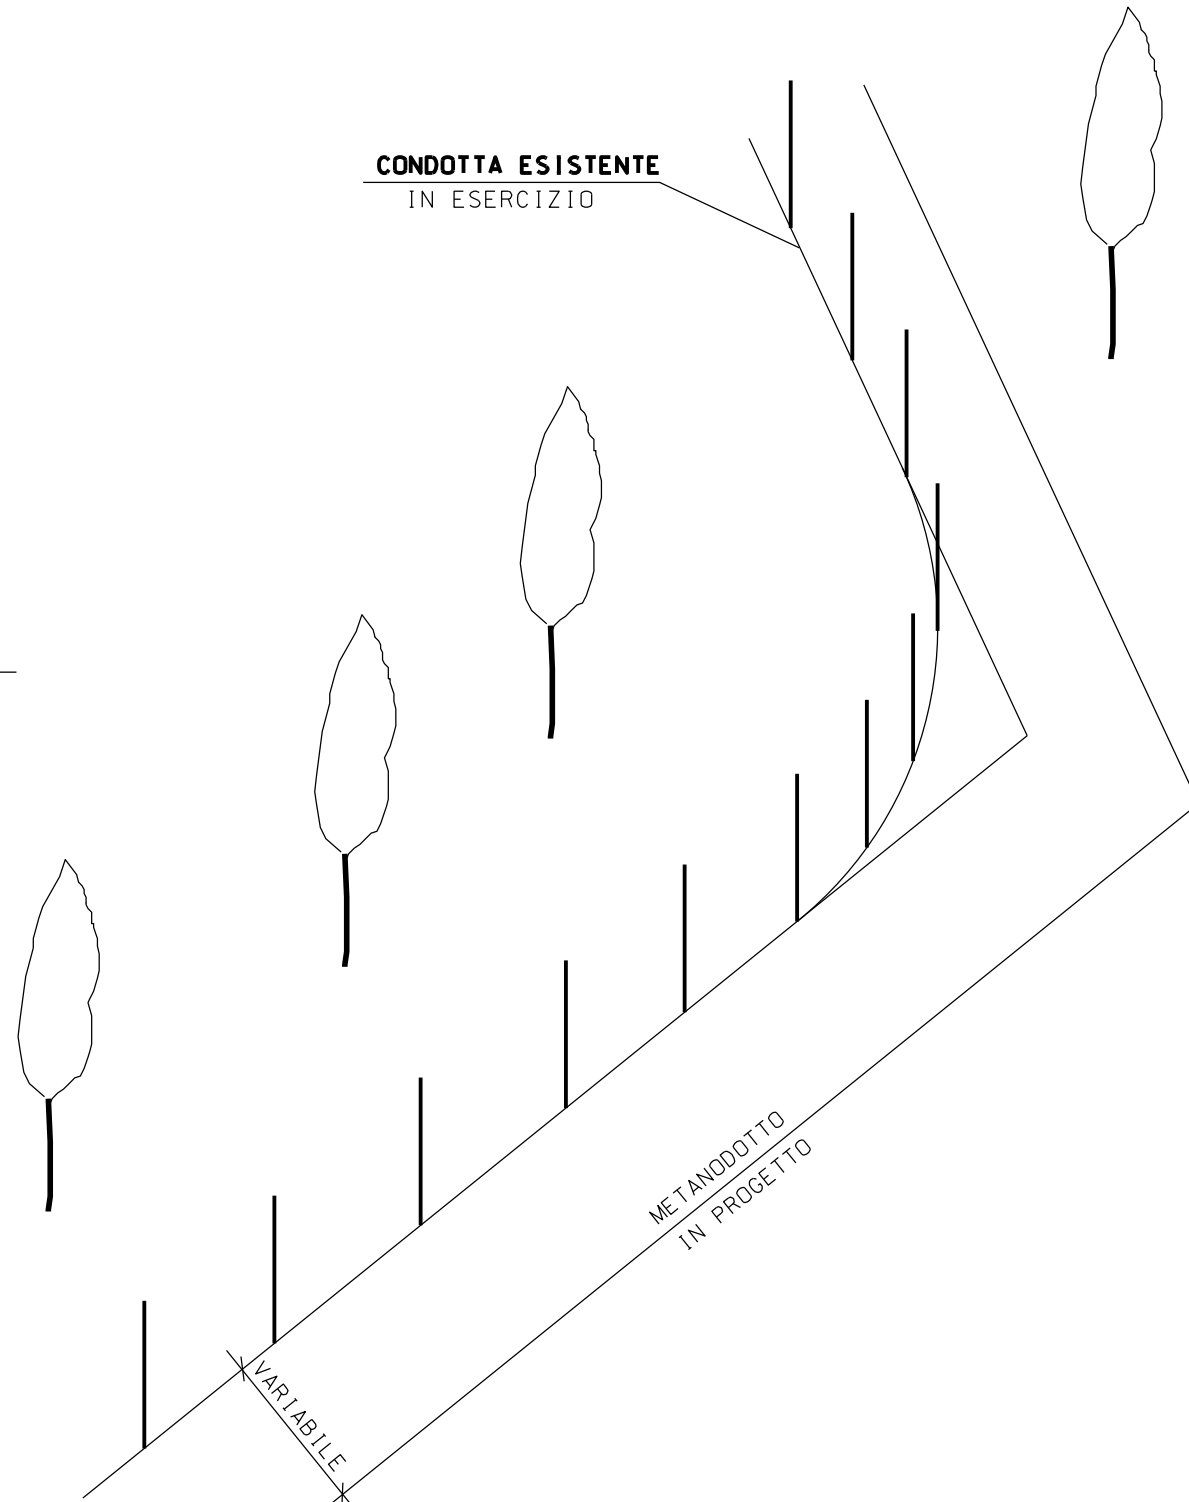 CONDOTTA ESISTENTE
IN ESERCIZIO
METANODOTTO
IN PROGETTO
VARIABILE